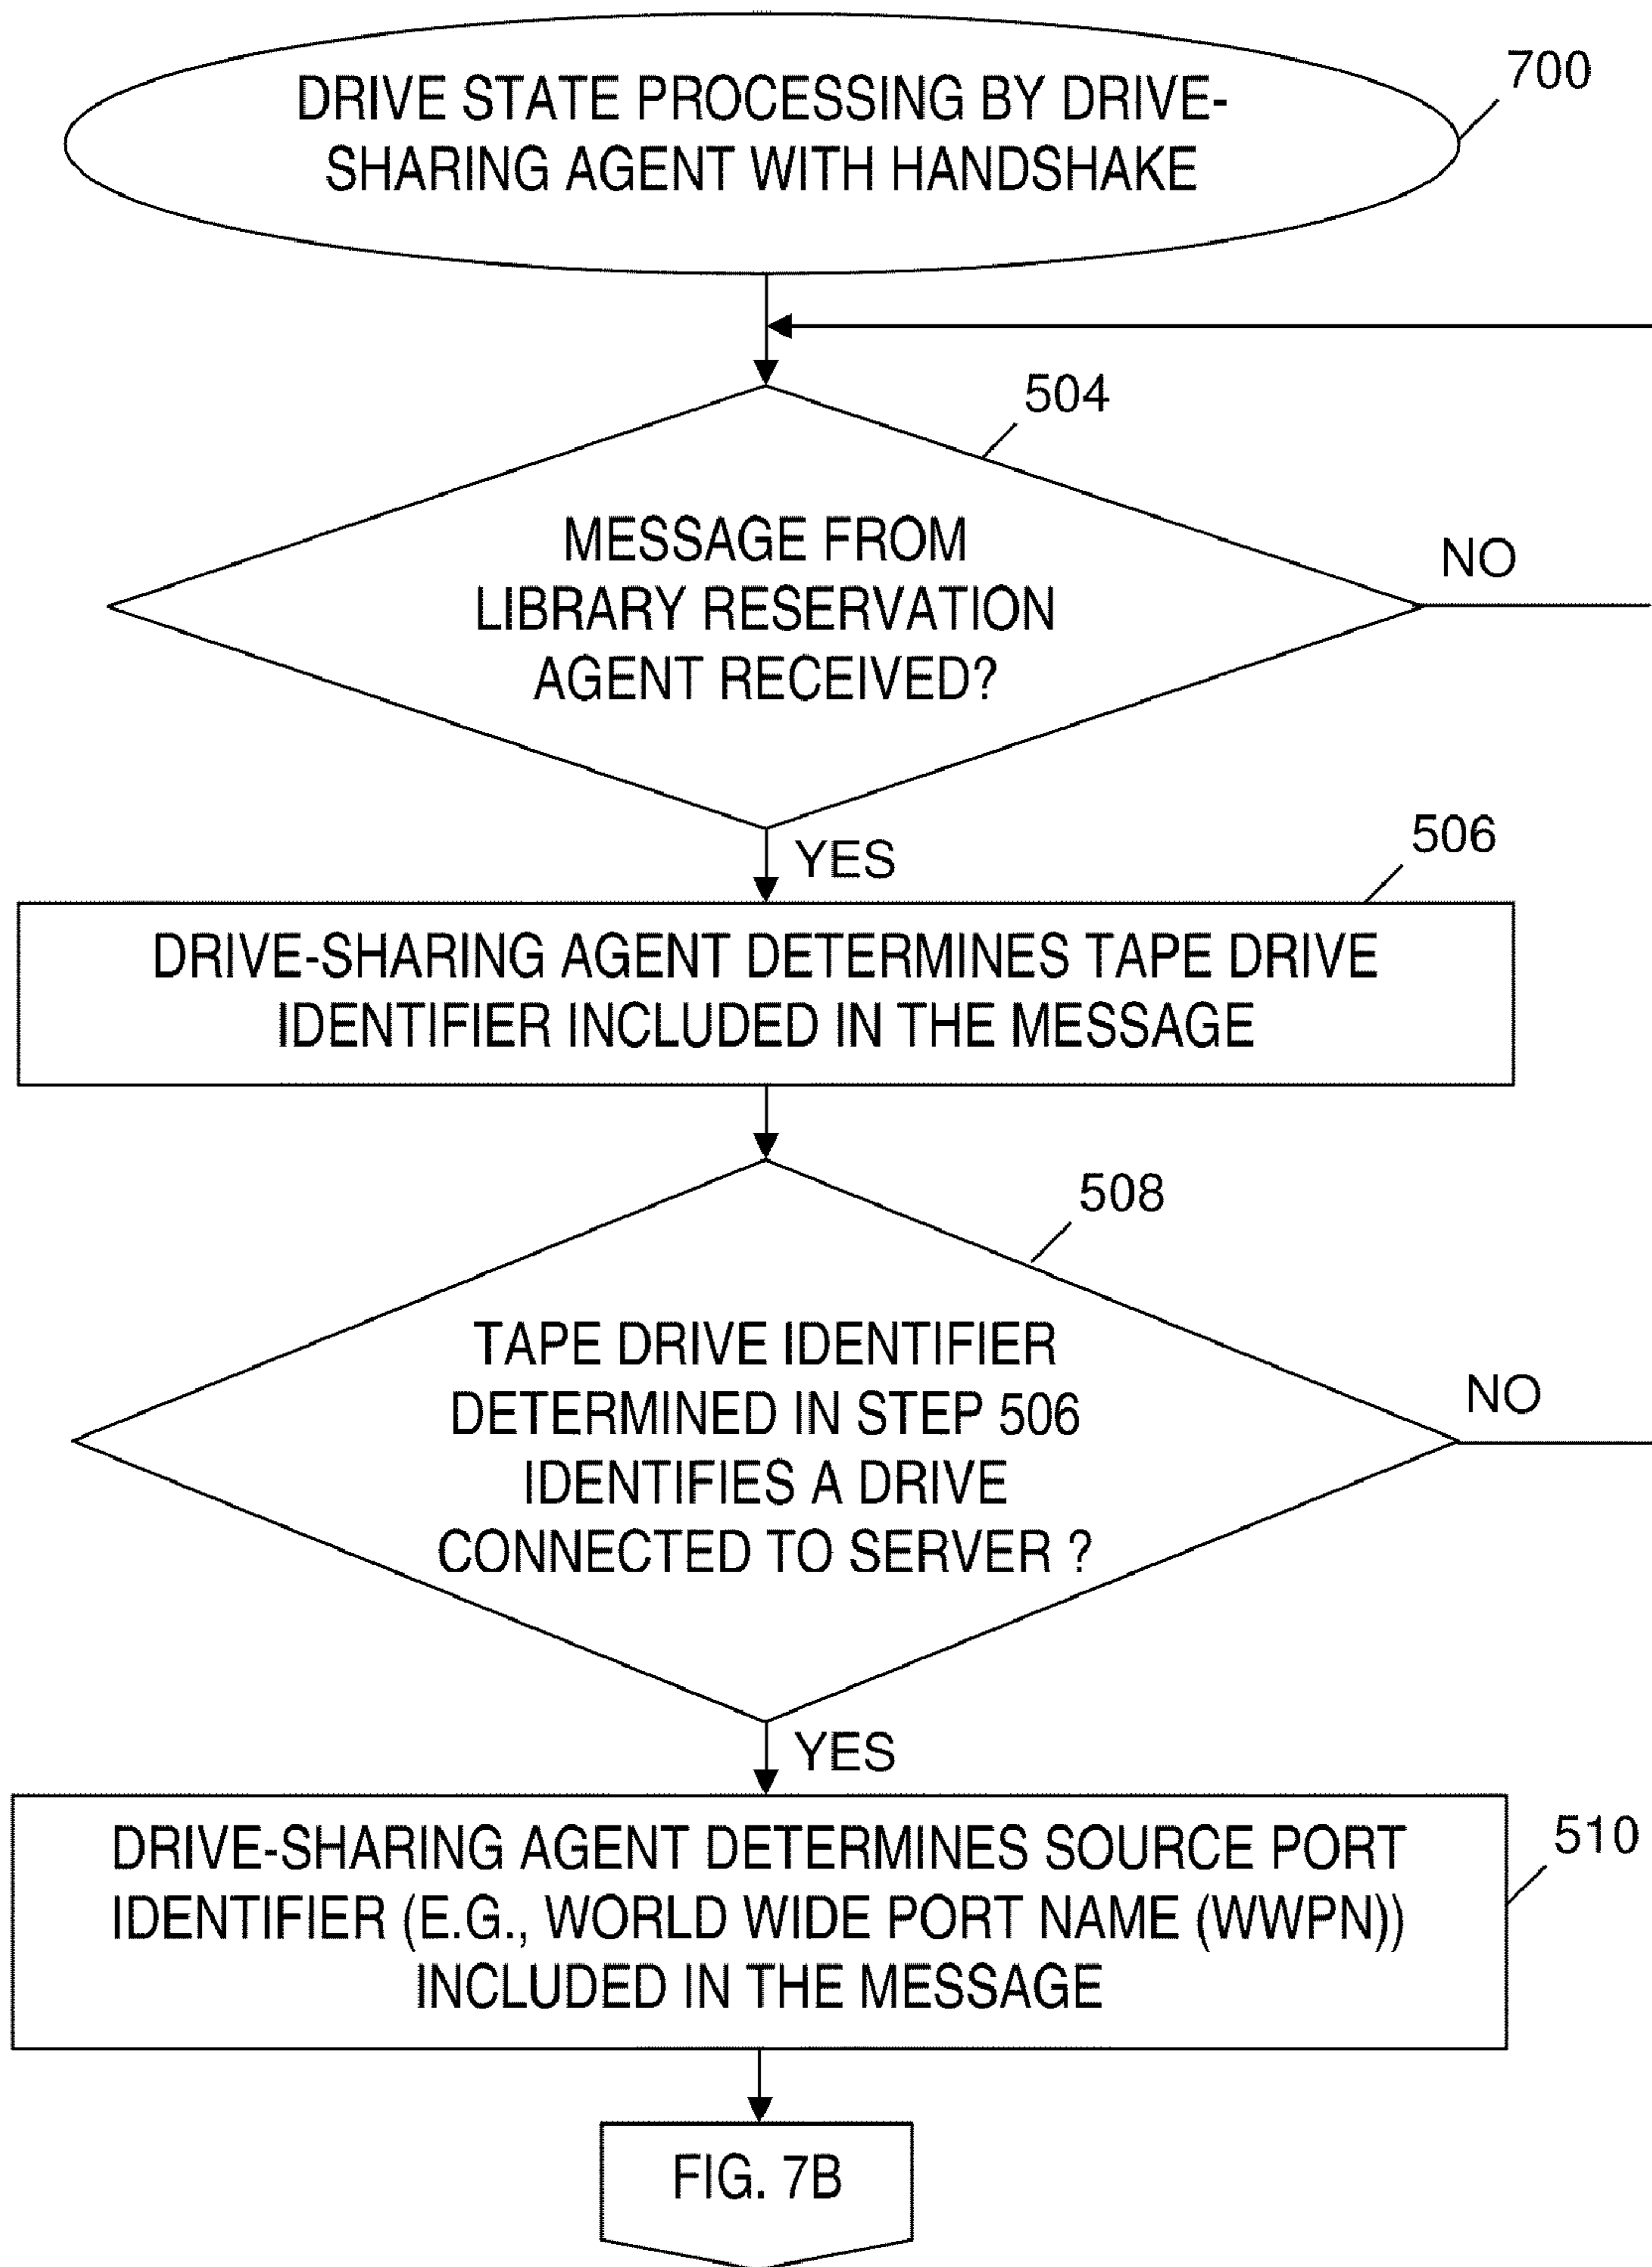 DRIVE STATE PROCESSING BY DRIVE-
SHARING AGENT WITH HANDSHAKE
700
504
MESSAGE FROM
LIBRARY RESERVATION
AGENT RECEIVED?
NO
YES
506
DRIVE-SHARING AGENT DETERMINES TAPE DRIVE
IDENTIFIER INCLUDED IN THE MESSAGE
508
TAPE DRIVE IDENTIFIER
DETERMINED IN STEP 506
IDENTIFIES A DRIVE
CONNECTED TO SERVER ?
NO
YES
DRIVE-SHARING AGENT DETERMINES SOURCE PORT
IDENTIFIER (E.G., WORLD WIDE PORT NAME (WWPN))
INCLUDED IN THE MESSAGE
510
FIG. 7B